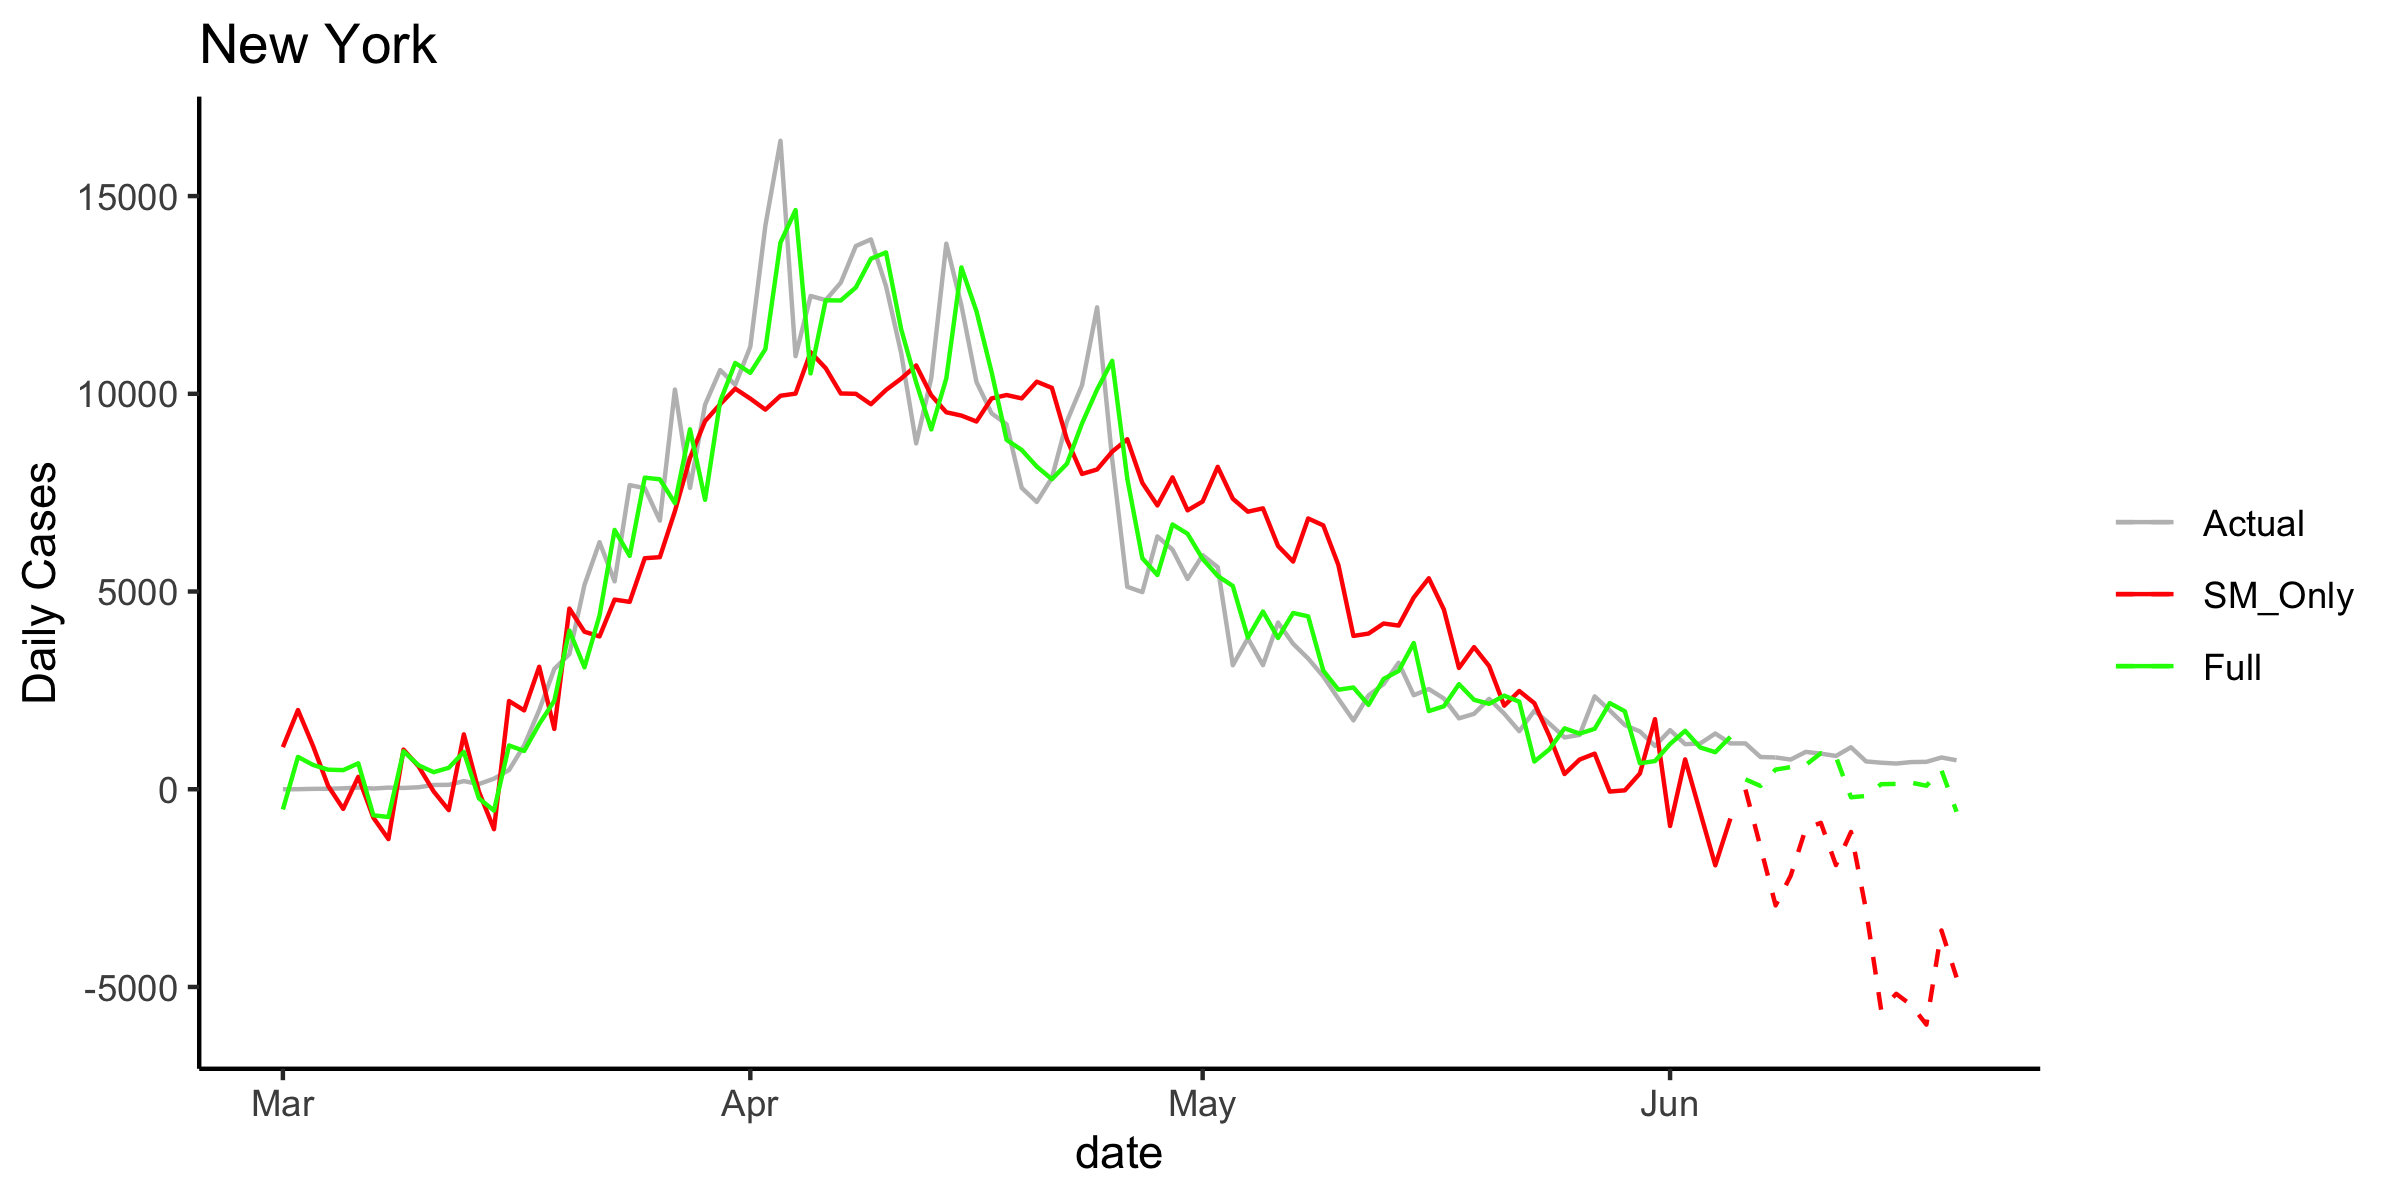 New York
15000
10000
5000
0
-5000
Daily Cases
Mar
Apr
May
Jun
date
Actual
SM_Only
Full